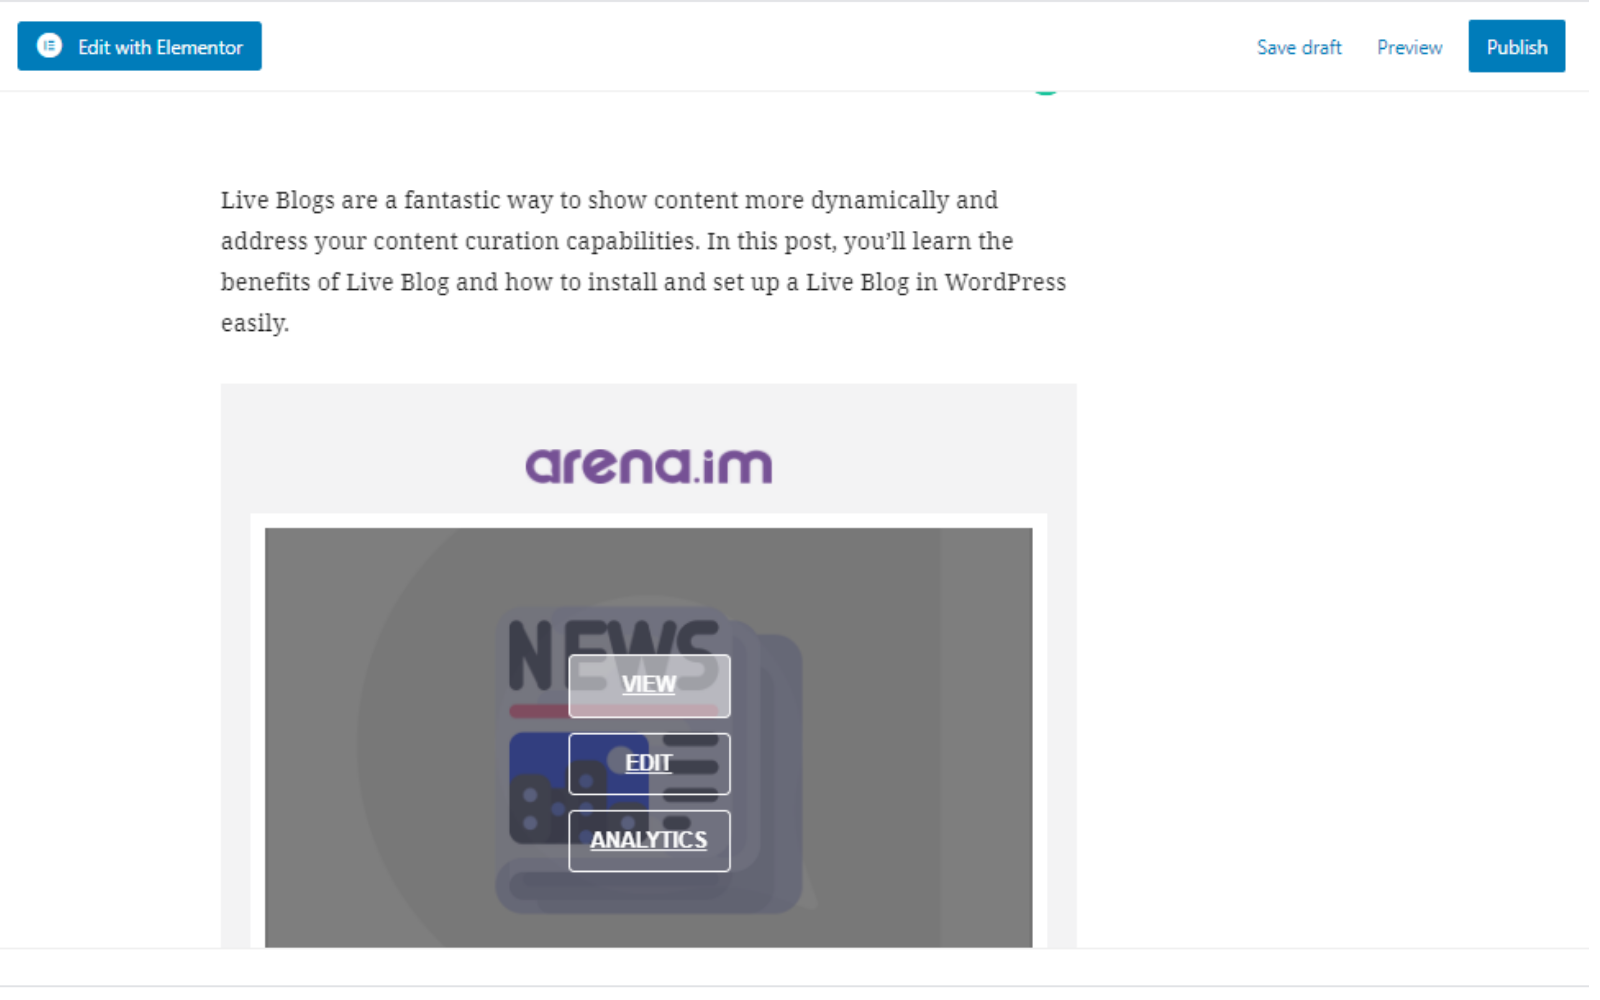 Edit with Elementor
Save draft
Preview
Publish
Live Blogs are a fantastic way to show content more dynamically and
address your content curation capabilities. In this post, you’ll learn the
benefits of Live Blog and how to install and set up a Live Blog in WordPress
easily.
arena.im
NEWS
VIEW
EDIT
ANALYTICS